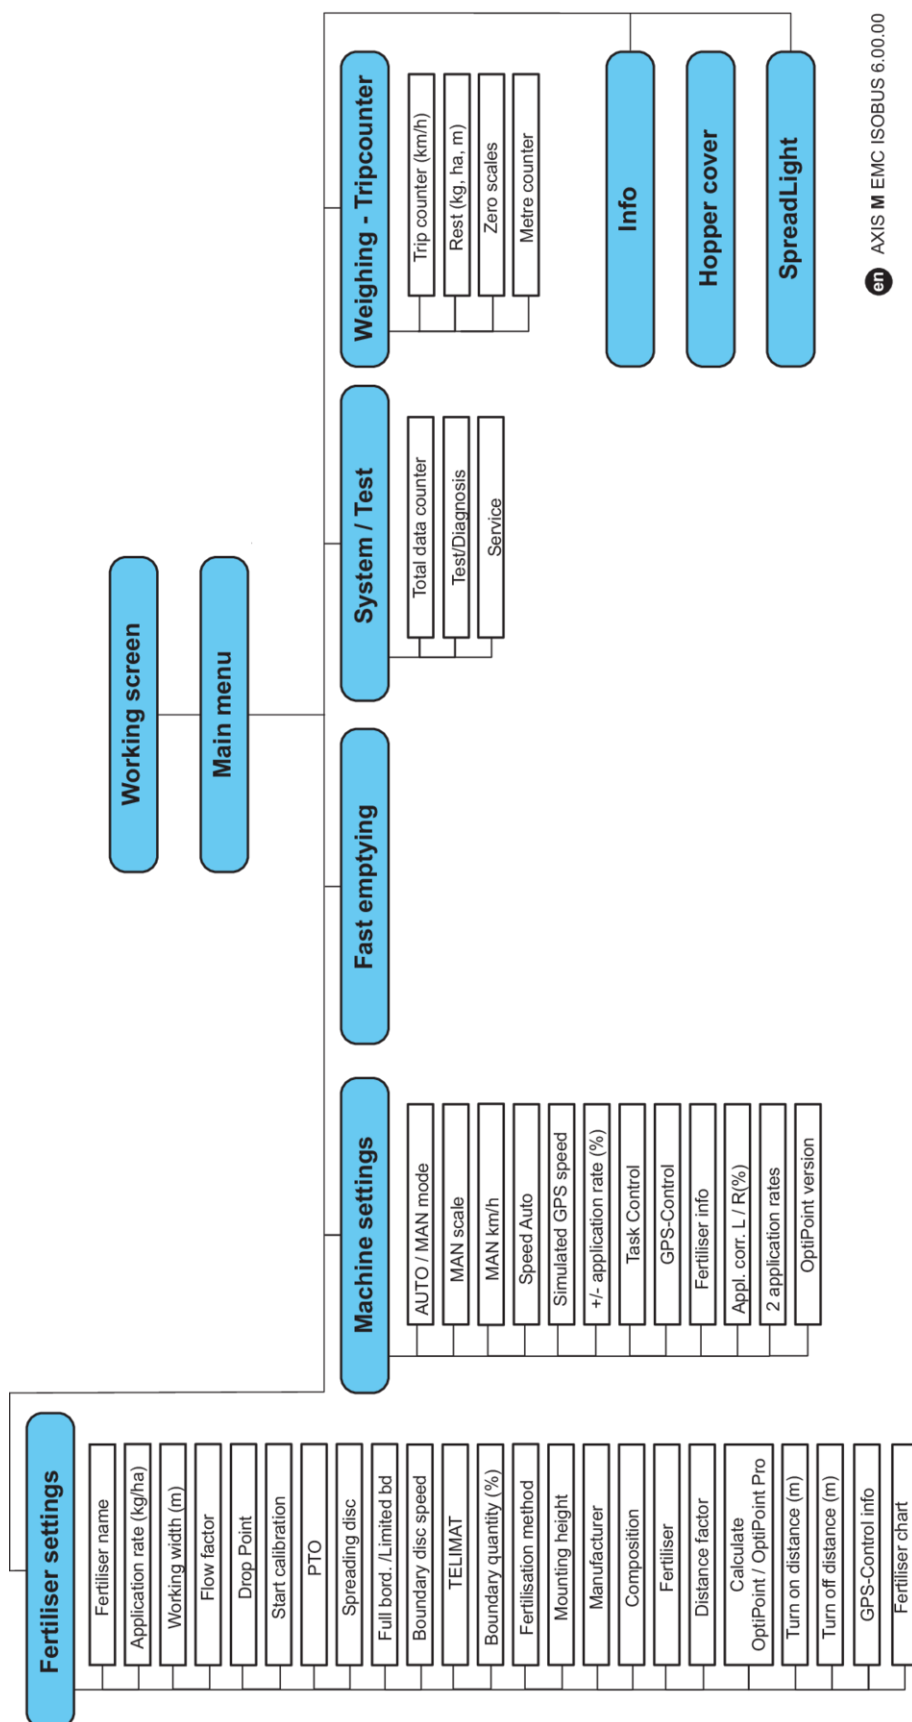 Working screen
Main menu
Fertiliser settings
Fertiliser name
Application rate (kg/ha)
Working width (m)
Flow factor
Drop Point
Start calibration
PTO
Spreading disc
Full bord. /Limited bd
Boundary disc speed
TELIMAT
Boundary quantity (%)
Fertilisation method
Mounting height
Manufacturer
Composition
Fertiliser
Distance factor
Calculate
OptiPoint / OptiPoint Pro
Turn on distance (m)
Turn off distance (m)
GPS-Control info
Fertiliser chart
Machine settings
AUTO / MAN mode
MAN scale
MAN km/h
Speed Auto
Simulated GPS speed
+/- application rate (%)
Task Control
GPS-Control
Fertiliser info
Appl. corr. L / R(%)
2 application rates
OptiPoint version
Fast emptying
System / Test
Total data counter
Test/Diagnosis
Service
Weighing - Tripcounter
Trip counter (km/h)
Rest (kg, ha, m)
Zero scales
Metre counter
Info
Hopper cover
SpreadLight
en AXIS M EMC ISOBUS 6.00.00